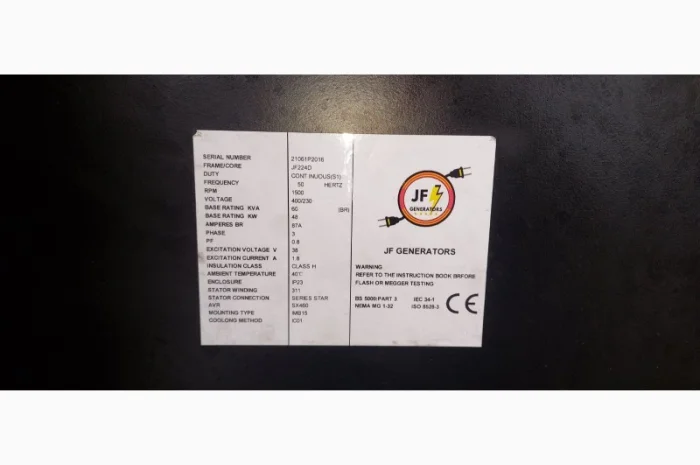 SERIAL NUMBER 21061P2016
FRAME/CORE JF224D
DUTY CONTINUOUS(S1)
FREQUENCY 50 HERTZ
RPM 1500
VOLTAGE 400/230
BASE RATING KVA 60 (BR)
BASE RATING KW 48
AMPERES BR 87A
PHASE 3
PF 0.8
EXCITATION VOLTAGE V 38
EXCITATION CURRENT A 1.8
INSULATION CLASS CLASS H
AMBIENT TEMPERATURE 40℃
ENCLOSURE IP23
STATOR WINDING 311
STATOR CONNECTION SERIES STAR
AVR SX460
MOUNTING TYPE IMB15
COOLONG METHOD IC01
JF
GENERATORS
JF GENERATORS
WARNING
REFER TO THE INSTRUCTION BOOK BRFORE
FLASH OR MEGGER TESTING
BS 5000:PART 3 IEC 34-1
NEMA MG 1-32 ISO 8528-3
CE